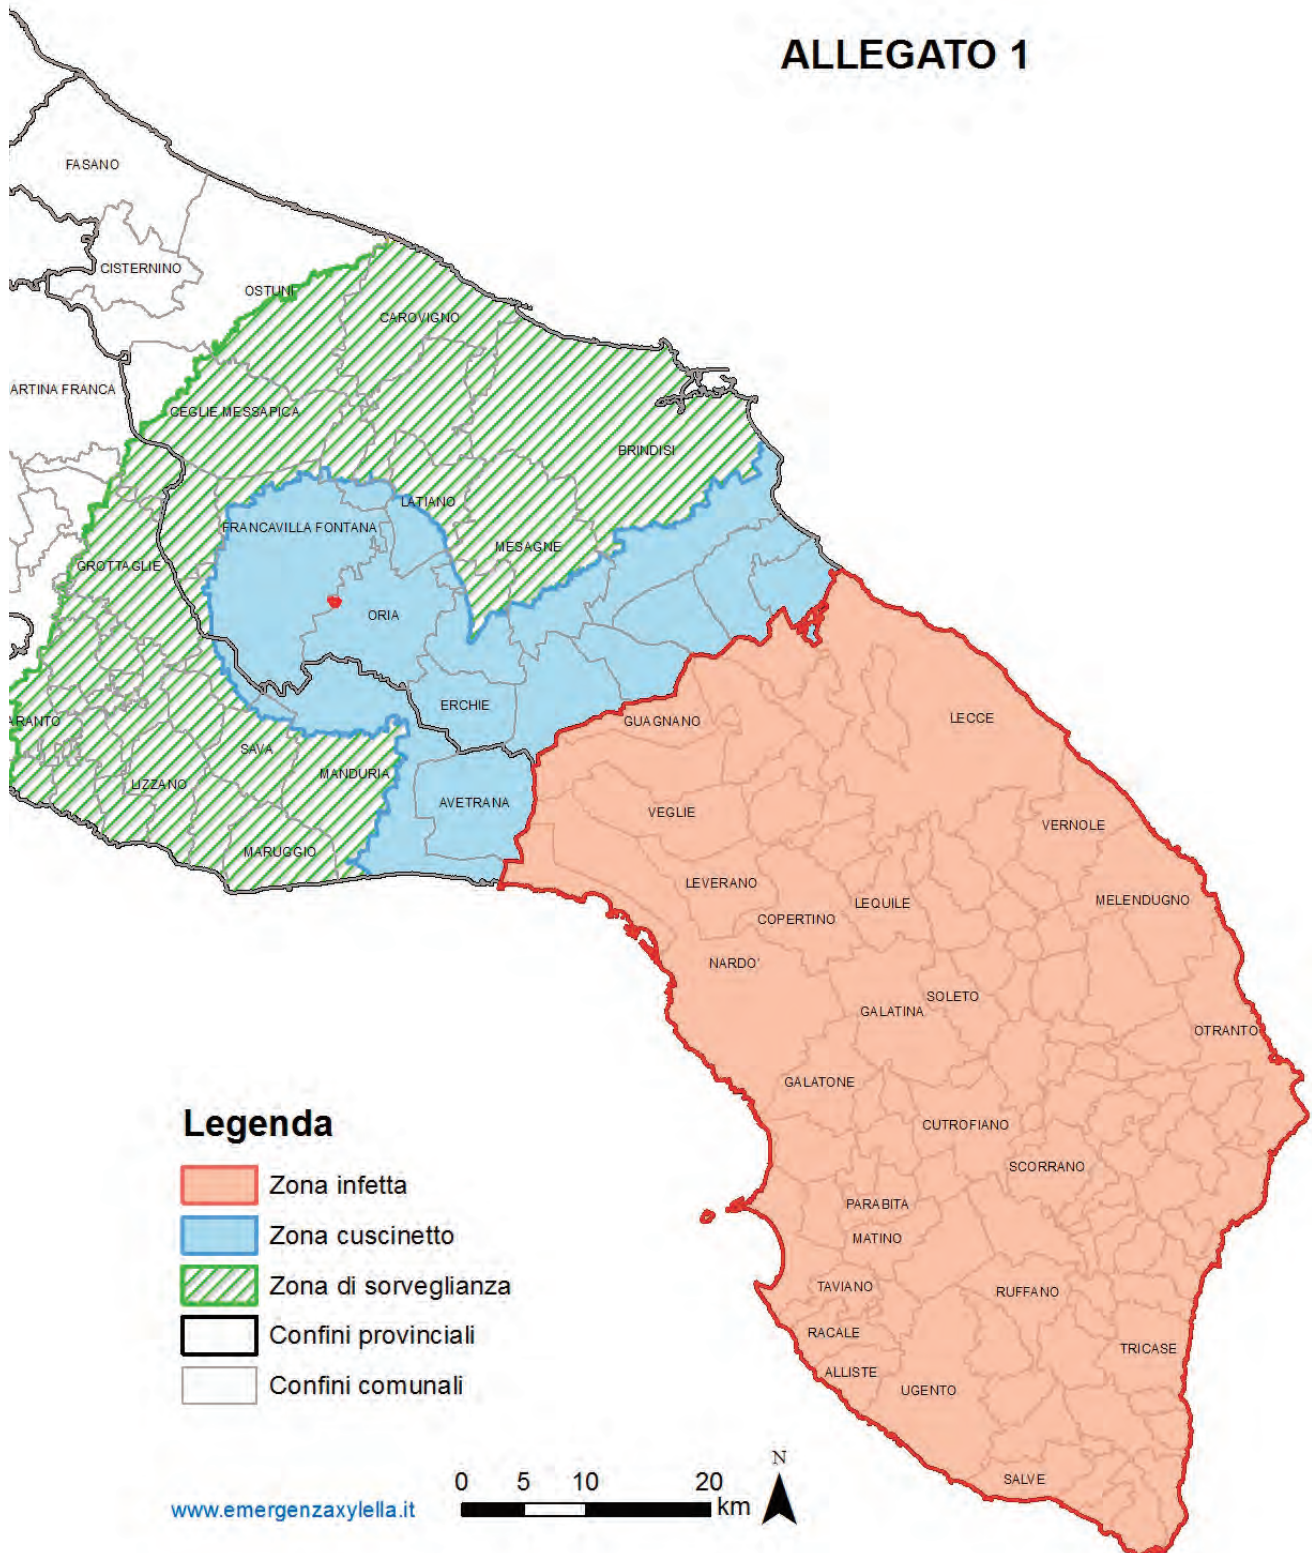 ALLEGATO 1
FASANO
CISTERNINO
OSTUNI
CAROVIGNO
ARTINA FRANCA
CEGLIE MESSAPICA
BRINDISI
LATIANO
FRANCAVILLA FONTANA
MESAGNE
GROTTAGLIE
ORIA
ERCHIE
GUAGNANO
LECCE
ARANTO
SAVA
MANDURIA
LIZZANO
AVETRANA
VEGLIE
VERNOLE
MARUGGIO
LEVERANO
LEQUILE
MELENDUGNO
COPERTINO
NARDO'
SOLETO
GALATINA
OTRANTO
GALATONE
CUTROFIANO
SCORRANO
PARABITA
MATINO
TAVIANO
RUFFANO
RACALE
TRICASE
ALLISTE
UGENTO
SALVE
Legenda
Zona infetta
Zona cuscinetto
Zona di sorveglianza
Confini provinciali
Confini comunali
www.emergenzaxylella.it
0 5 10 20
km
N